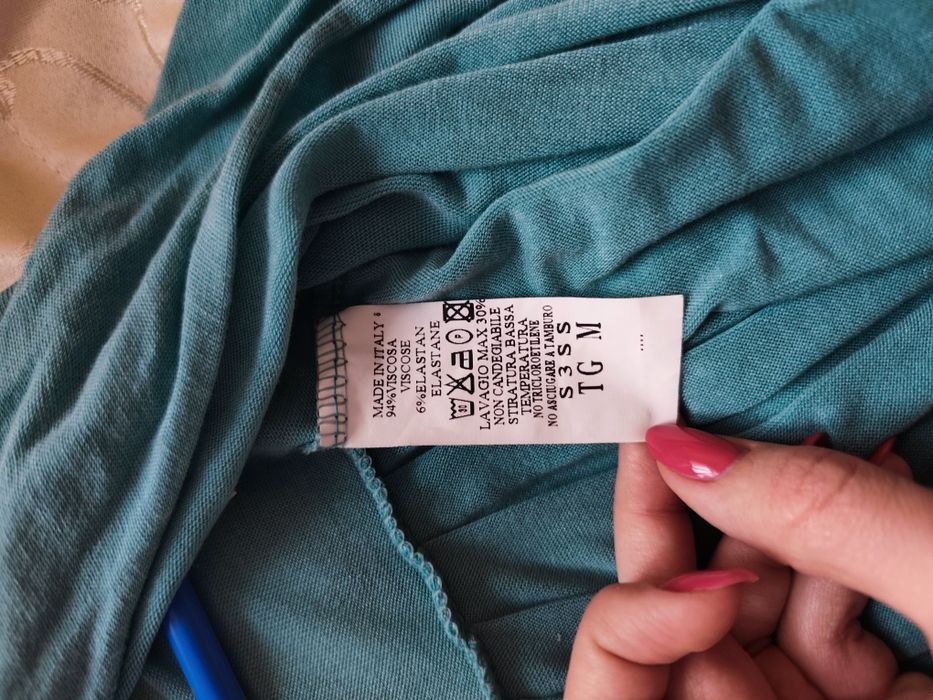 MADE IN ITALY
94%VISCOSA
VISCOSE
6%ELASTAN
ELASTANE
LAVAGIO MAX 30%
NON CANDEGIABILE
STIRATURA BASSA
TEMPERATURA
NO TRICLOROETILENE
NO ASCIUGARE A TAMBURO
S3SS
TG M